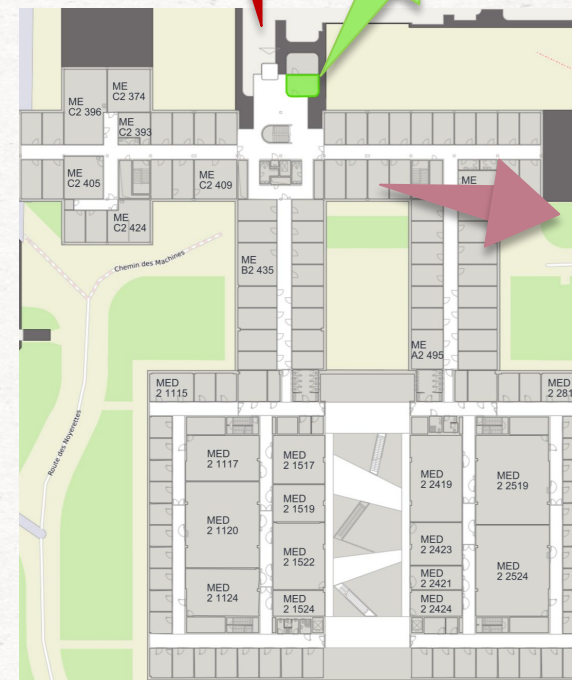 ME
C2 374
ME
C2 396
ME
C2 393
ME
C2 405
ME
C2 409
ME
ME
C2 424
Chemin des Machines
ME
B2 435
ME
A2 495
MED
2 1115
MED
2 281
Route des Noyerettes
MED
2 1117
MED
2 1517
MED
2 2419
MED
2 2519
MED
2 1519
MED
2 1120
MED
2 1522
MED
2 2423
MED
2 2421
MED
2 2524
MED
2 1124
MED
2 1524
MED
2 2424